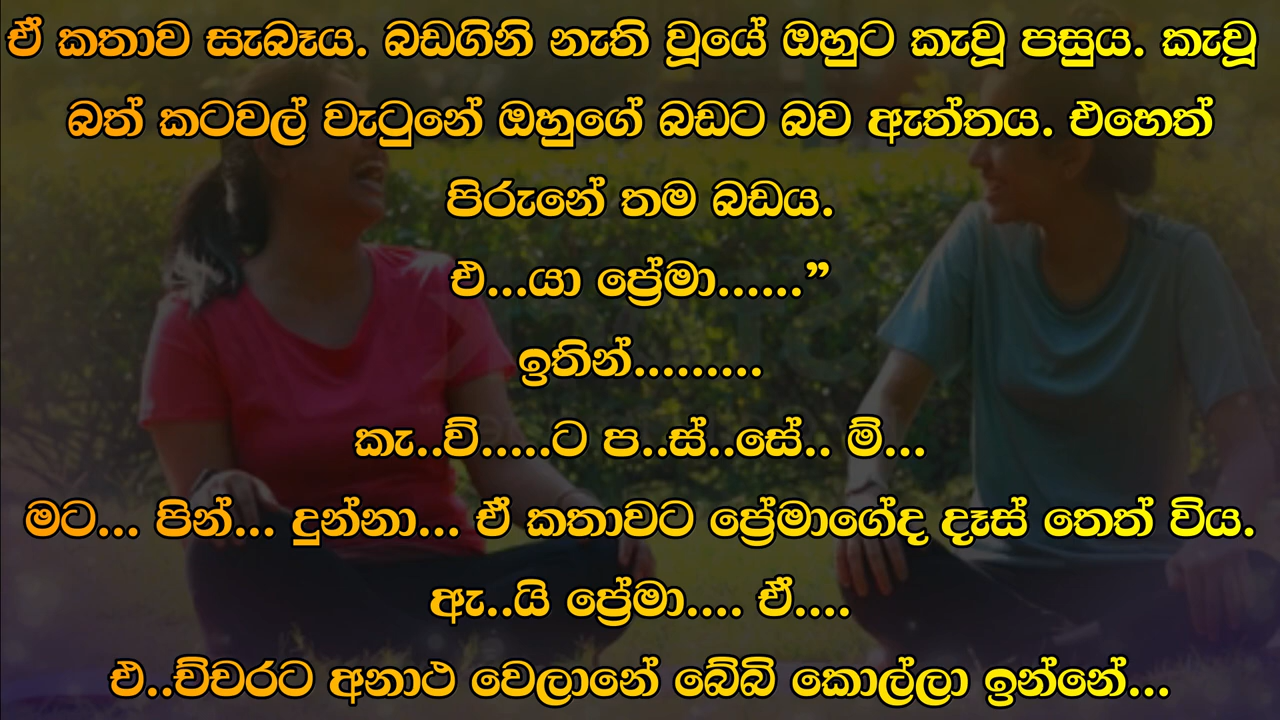 ඒ කතාව සැබෑය. බඩගිනි නැති වූයේ ඔහුට කැවූ පසුය. කැවූ
බත් කටවල් වැටුනේ ඔහුගේ බඩට බව ඇත්තය. එහෙත්
පිරුනේ තම බඩය.
එ...යා ප්‍රේමා......”
ඉතින්.........
කැ..ව්.....ට ප..ස්..සේ.. ම්...
මට... පින්... දුන්නා... ඒ කතාවට ප්‍රේමාගේද දෑස් තෙත් විය.
ඇ..යි ප්‍රේමා.... ඒ....
එ..ච්චරට අනාථ වෙලානේ බේබි කොල්ලා ඉන්නේ...